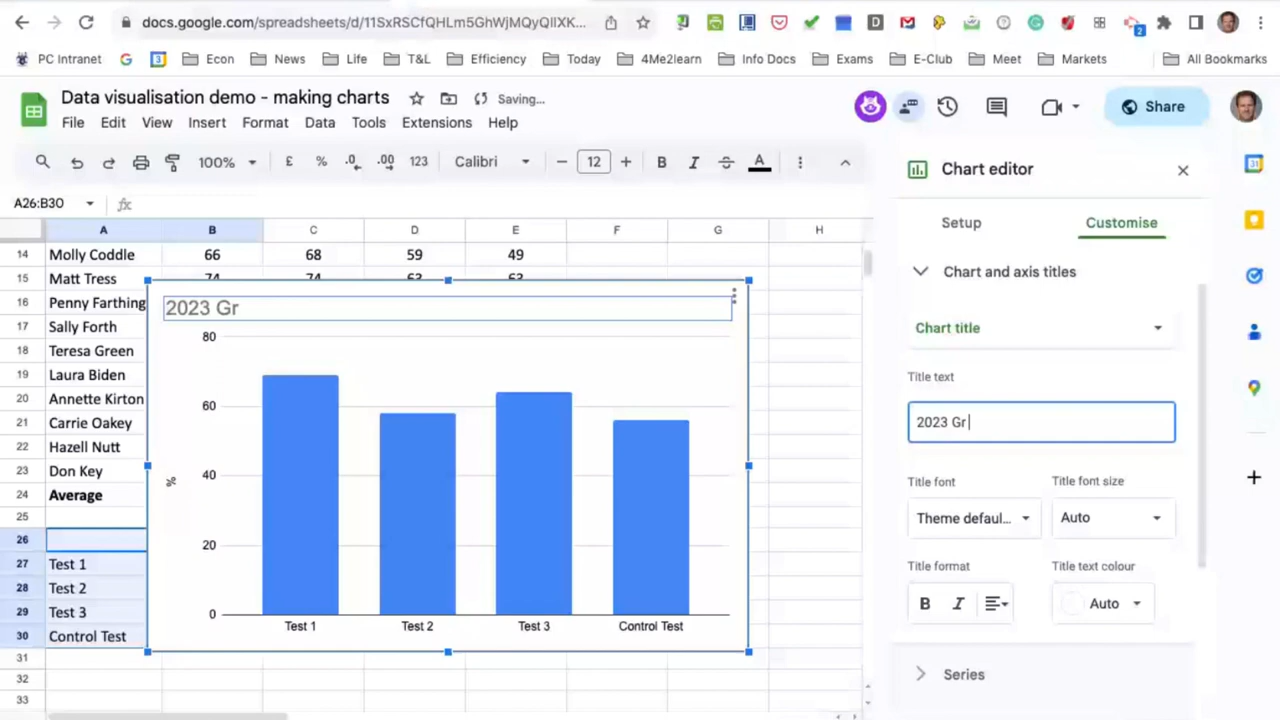 docs.google.com/spreadsheets/d/11SxRSCfQHLm5GhWjMQyQIIXK...
PC Intranet Econ News Life T&L Efficiency Today 4Me2learn Info Docs Exams E-Club Meet Markets All Bookmarks
Data visualisation demo - making charts Saving...
File Edit View Insert Format Data Tools Extensions Help
Share
100% £ % .0 .00 123 Calibri 12 B I S A
A26:B30 fx
A B C D E F G H
14 Molly Coddle 66 68 59 49
15 Matt Tress 74 74 63 63
16 Penny Farthing
17 Sally Forth
18 Teresa Green
19 Laura Biden
20 Annette Kirton
21 Carrie Oakey
22 Hazell Nutt
23 Don Key
24 Average
25
26
27 Test 1
28 Test 2
29 Test 3
30 Control Test
31
32
33
2023 Gr
80
60
40
20
0
%
Test 1 Test 2 Test 3 Control Test
Chart editor
Setup Customise
Chart and axis titles
Chart title
Title text
2023 Gr
Title font Title font size
Theme defaul... Auto
Title format Title text colour
B I Auto
Series